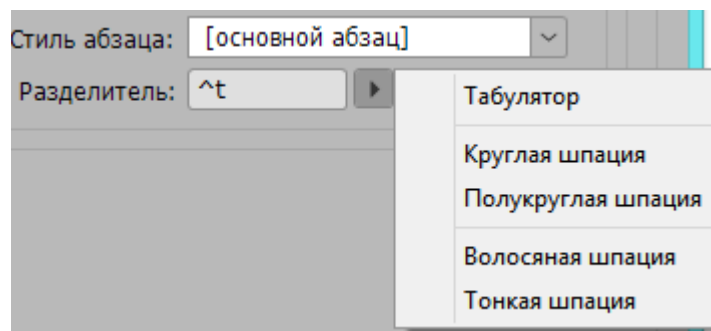 Стиль абзаца: [основной абзац]
Разделитель: ^t
Табулятор
Круглая шпация
Полукруглая шпация
Волосяная шпация
Тонкая шпация